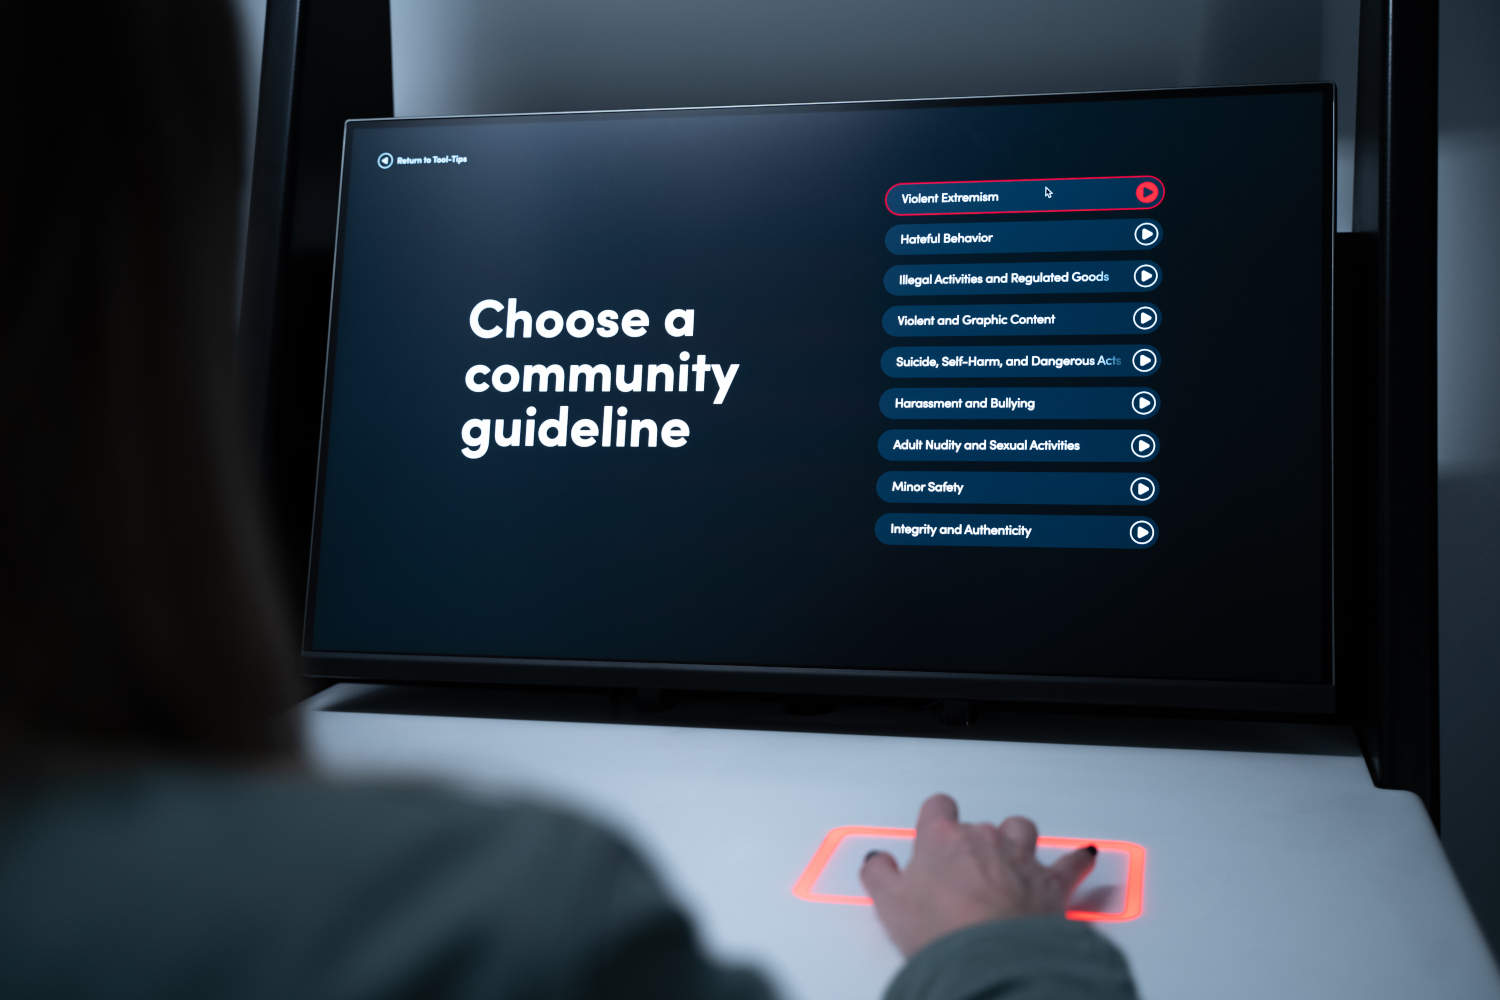 Return to Tool-Tips
Choose a
community
guideline
Violent Extremism
Hateful Behavior
Illegal Activities and Regulated Goods
Violent and Graphic Content
Suicide, Self-Harm, and Dangerous Acts
Harassment and Bullying
Adult Nudity and Sexual Activities
Minor Safety
Integrity and Authenticity